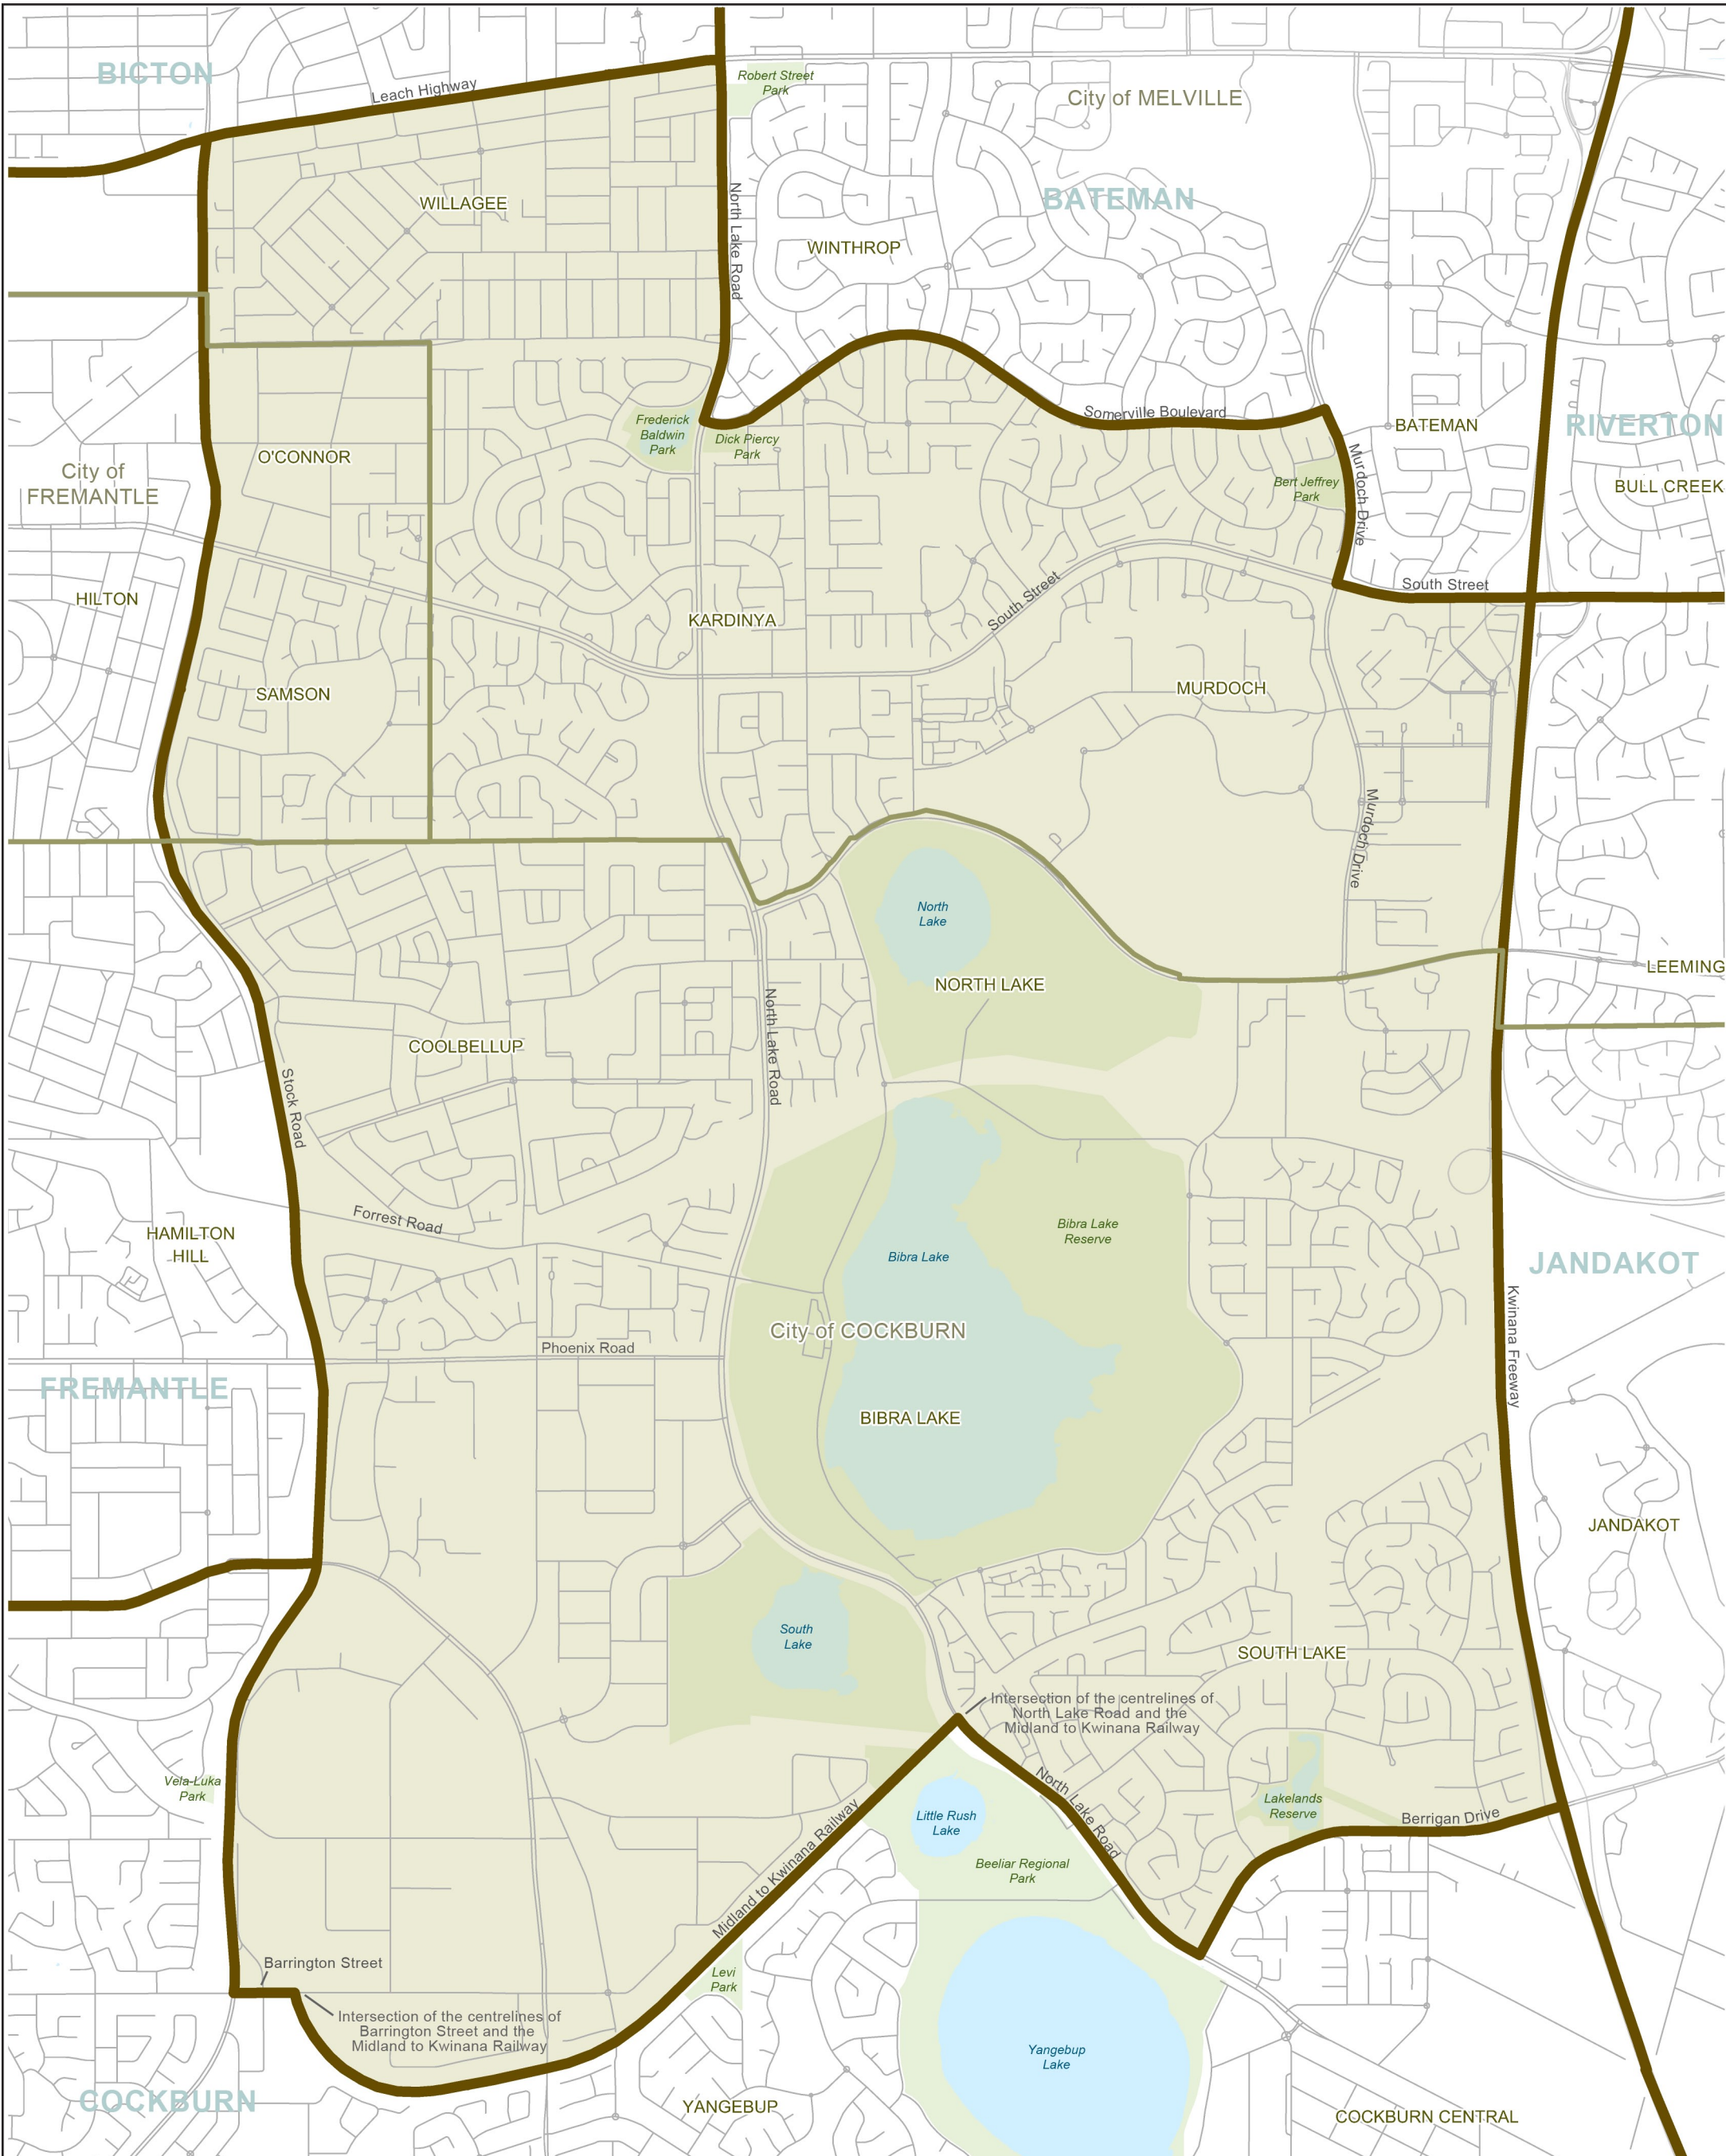 BICTON
Leach Highway
Robert Street
Park
City of MELVILLE
WILLAGEE
North Lake Road
BATEMAN
WINTHROP
Somerville Boulevard
BATEMAN
RIVERTON
Frederick
Baldwin
Park
Dick Piercy
Park
O'CONNOR
City of
FREMANTLE
Bert Jeffrey
Park
Murdoch Drive
BULL CREEK
South Street
South Street
HILTON
KARDINYA
SAMSON
MURDOCH
Murdoch Drive
North
Lake
NORTH LAKE
LEEMING
COOLBELLUP
North Lake Road
Stock Road
Forrest Road
HAMILTON
HILL
Bibra Lake
Reserve
Bibra Lake
JANDAKOT
City of COCKBURN
Phoenix Road
Kwinana Freeway
FREMANTLE
BIBRA LAKE
JANDAKOT
South
Lake
SOUTH LAKE
Intersection of the centrelines of
North Lake Road and the
Midland to Kwinana Railway
Vela-Luka
Park
North Lake Road
Lakelands
Reserve
Berrigan Drive
Little Rush
Lake
Midland to Kwinana Railway
Beeliar Regional
Park
Barrington Street
Levi
Park
Intersection of the centrelines of
Barrington Street and the
Midland to Kwinana Railway
Yangebup
Lake
COCKBURN
YANGEBUP
COCKBURN CENTRAL